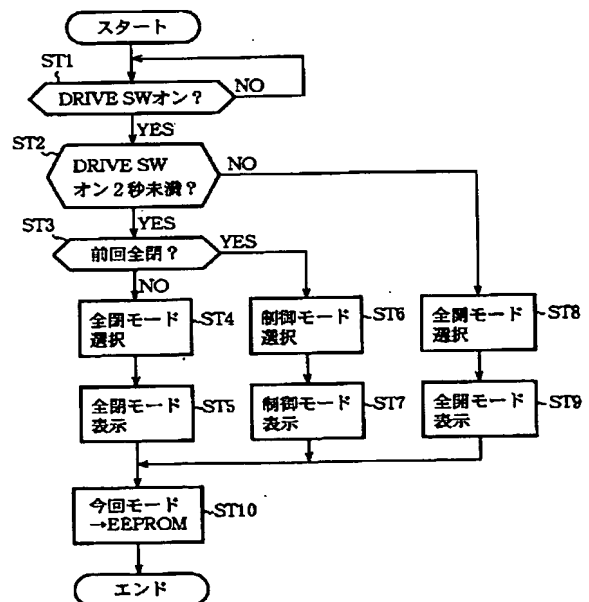 スタート
ST1
DRIVE SWオン？
NO
YES
ST2
DRIVE SW
オン2秒未満？
NO
YES
ST3
前回全閉？
YES
NO
全閉モード
選択
ST4
制御モード
選択
ST6
全開モード
選択
ST8
全閉モード
表示
ST5
制御モード
表示
ST7
全開モード
表示
ST9
今回モード
→EEPROM
ST10
エンド